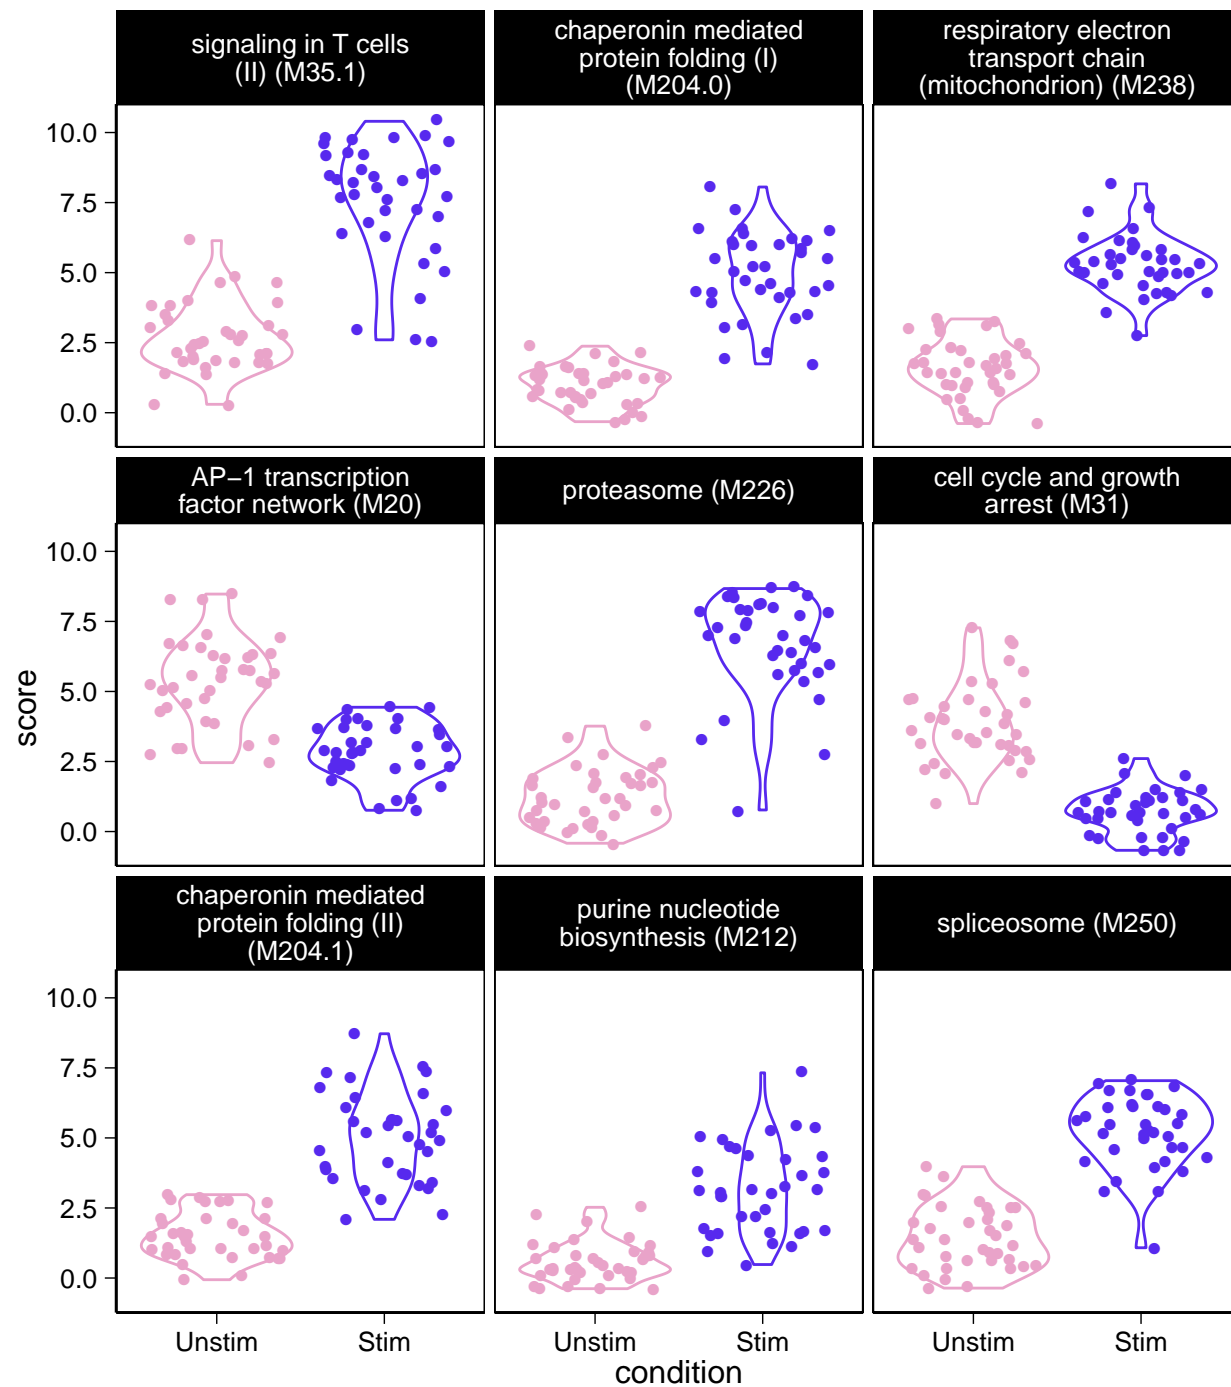 signaling in T cells
(II) (M35.1)
chaperonin mediated
protein folding (I)
(M204.0)
respiratory electron
transport chain
(mitochondrion) (M238)
10.0
7.5
5.0
2.5
0.0
AP−1 transcription
factor network (M20)
proteasome (M226)
cell cycle and growth
arrest (M31)
10.0
7.5
5.0
2.5
0.0
score
chaperonin mediated
protein folding (II)
(M204.1)
purine nucleotide
biosynthesis (M212)
spliceosome (M250)
10.0
7.5
5.0
2.5
0.0
Unstim
Stim
Unstim
Stim
Unstim
Stim
condition